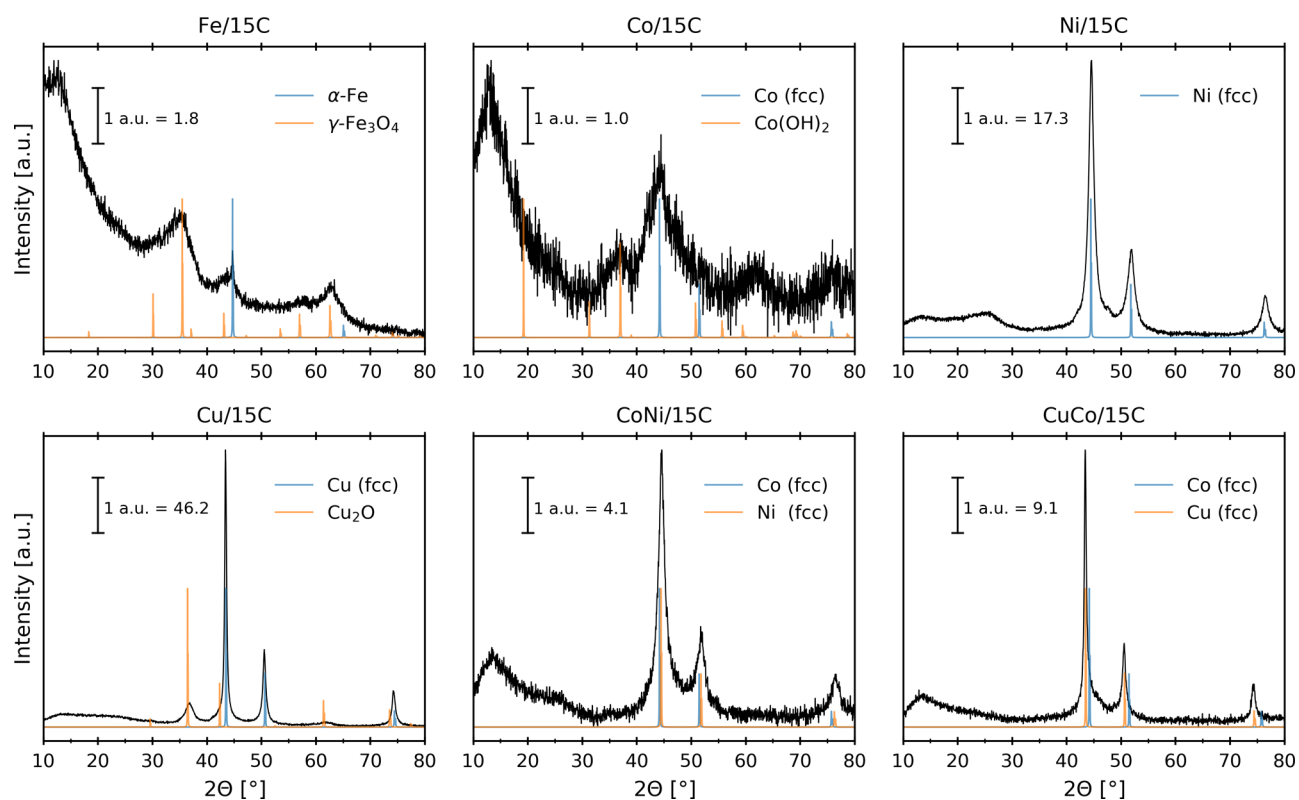 Fe/15C
Co/15C
Ni/15C
Intensity [a.u.]
1 a.u. = 1.8
α-Fe
γ-Fe₃O₄
1 a.u. = 1.0
Co (fcc)
Co(OH)₂
1 a.u. = 17.3
Ni (fcc)
10 20 30 40 50 60 70 80
10 20 30 40 50 60 70 80
10 20 30 40 50 60 70 80
Cu/15C
CoNi/15C
CuCo/15C
Intensity [a.u.]
1 a.u. = 46.2
Cu (fcc)
Cu₂O
1 a.u. = 4.1
Co (fcc)
Ni (fcc)
1 a.u. = 9.1
Co (fcc)
Cu (fcc)
10 20 30 40 50 60 70 80
10 20 30 40 50 60 70 80
10 20 30 40 50 60 70 80
2Θ [°]
2Θ [°]
2Θ [°]